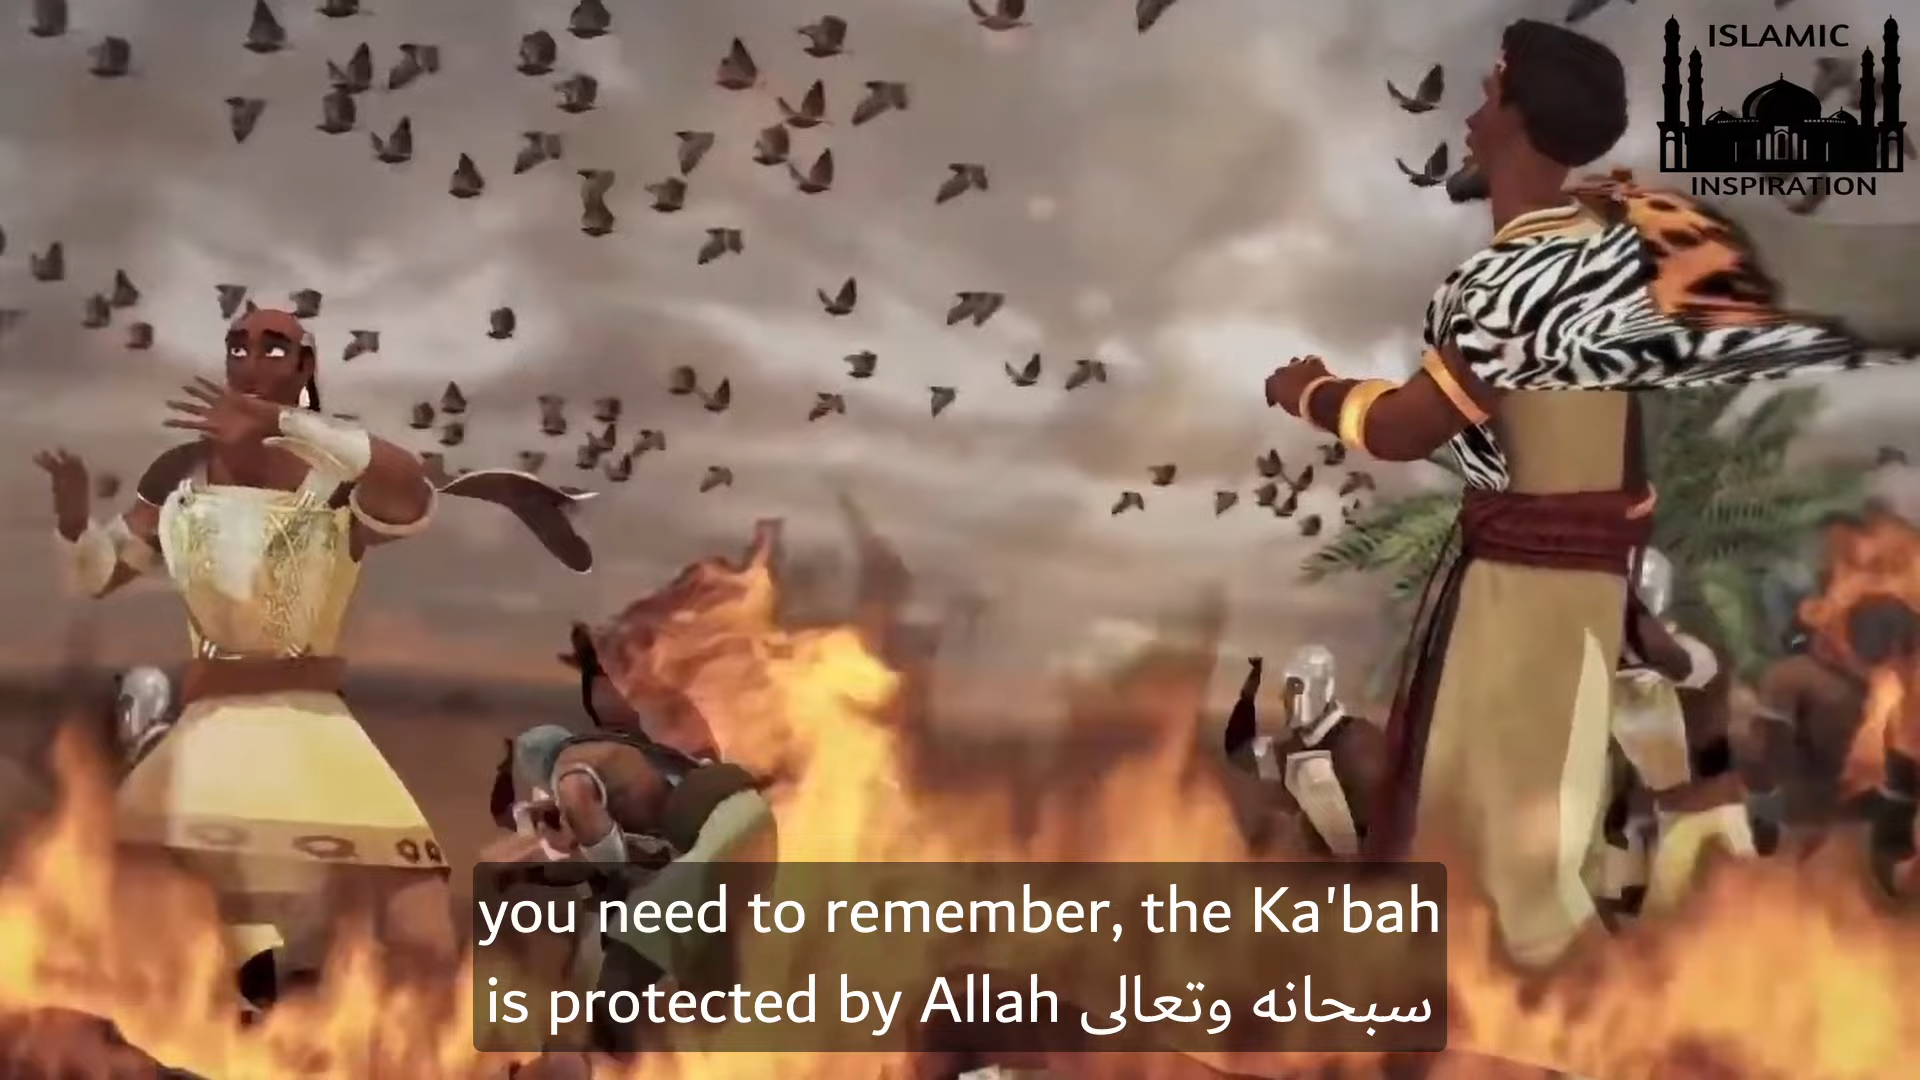 ISLAMIC
INSPIRATION
you need to remember, the Ka'bah
is protected by Allah سبحانه وتعالى